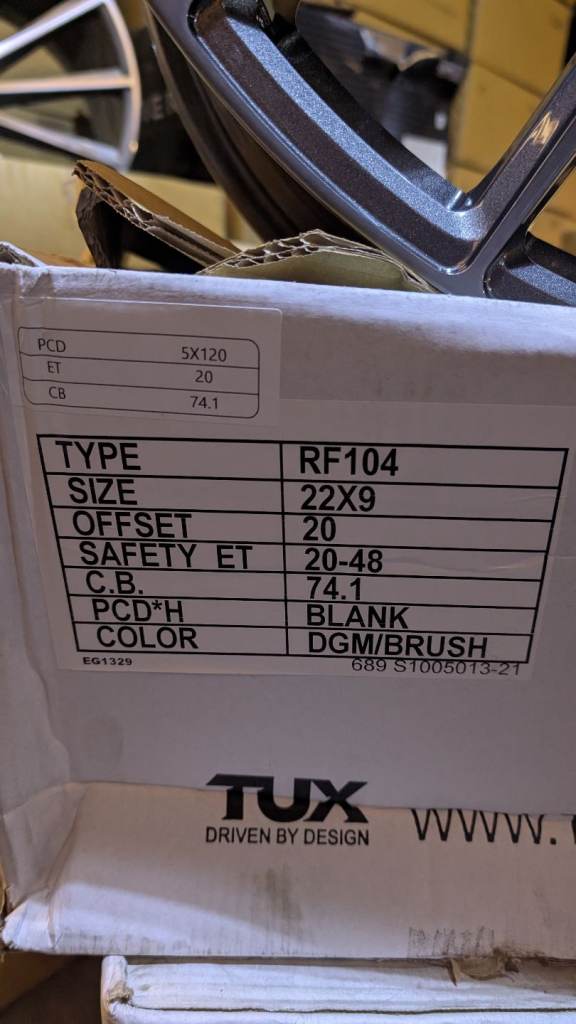 PCD 5X120
ET 20
CB 74.1
TYPE RF104
SIZE 22X9
OFFSET 20
SAFETY ET 20-48
C.B. 74.1
PCD*H BLANK
COLOR DGM/BRUSH
EG1329 689 S1005013-21
TUX WWW.
DRIVEN BY DESIGN